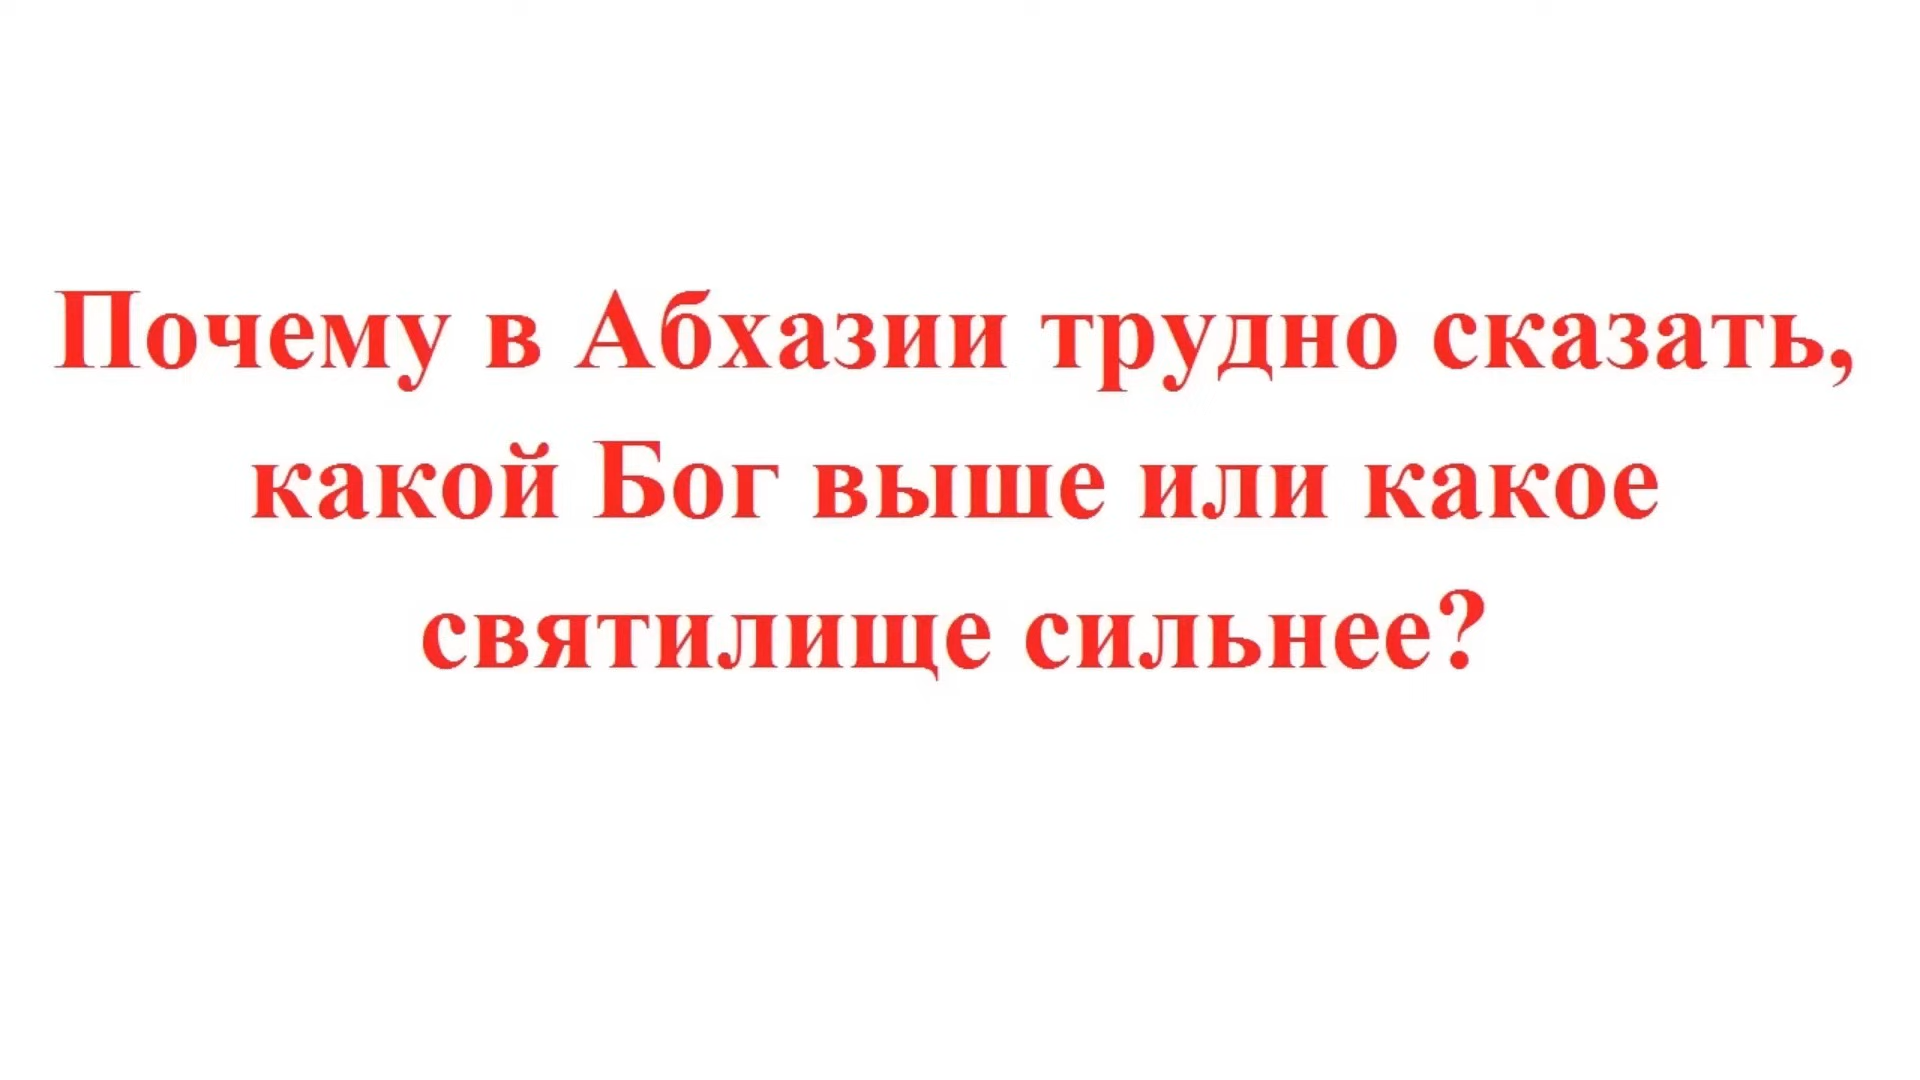 Почему в Абхазии трудно сказать,
какой Бог выше или какое
святилище сильнее?